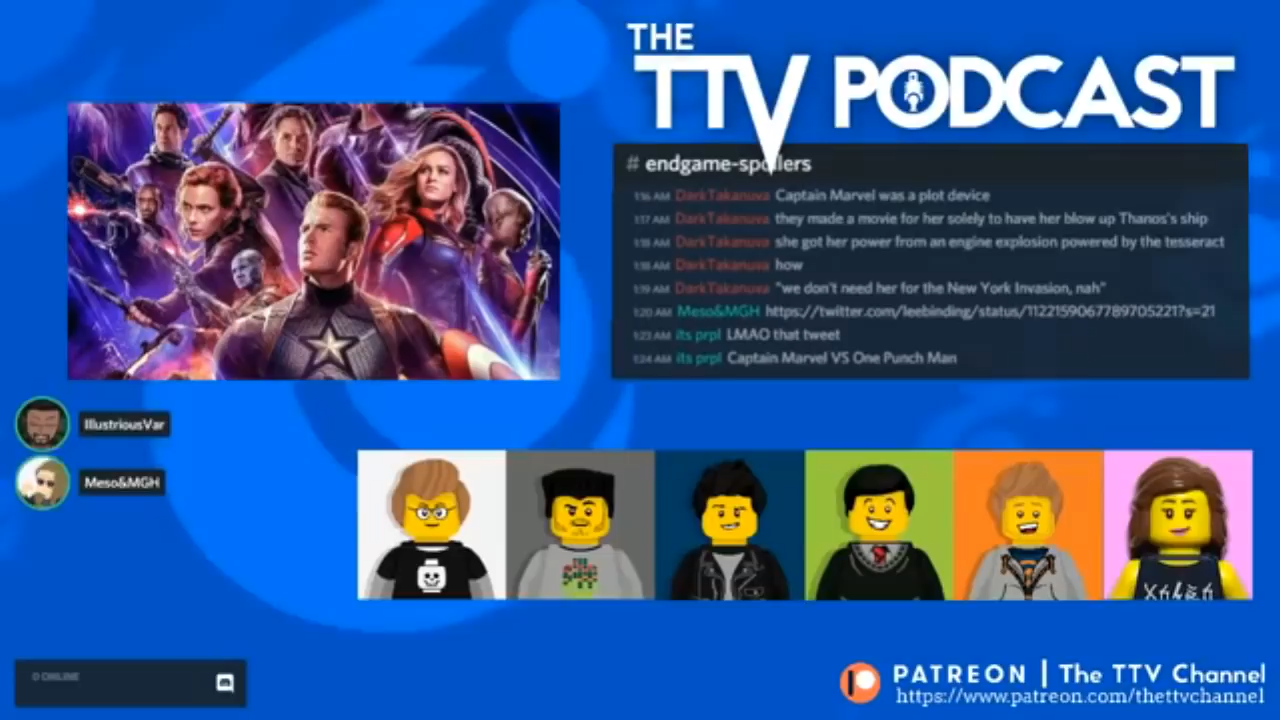 THE
TTV PODCAST
# endgame-spoilers
1:16 AM DarkTakanuva Captain Marvel was a plot device
1:17 AM DarkTakanuva they made a movie for her solely to have her blow up Thanos's ship
1:18 AM DarkTakanuva she got her power from an engine explosion powered by the tesseract
1:18 AM DarkTakanuva how
1:19 AM DarkTakanuva "we don't need her for the New York Invasion, nah"
1:20 AM Meso&MGH https://twitter.com/leebinding/status/1122159067789705221?s=21
1:23 AM its prpl LMAO that tweet
1:24 AM its prpl Captain Marvel VS One Punch Man
IllustriousVar
Meso&MGH
0 ONLINE
PATREON | The TTV Channel
https://www.patreon.com/thettvchannel